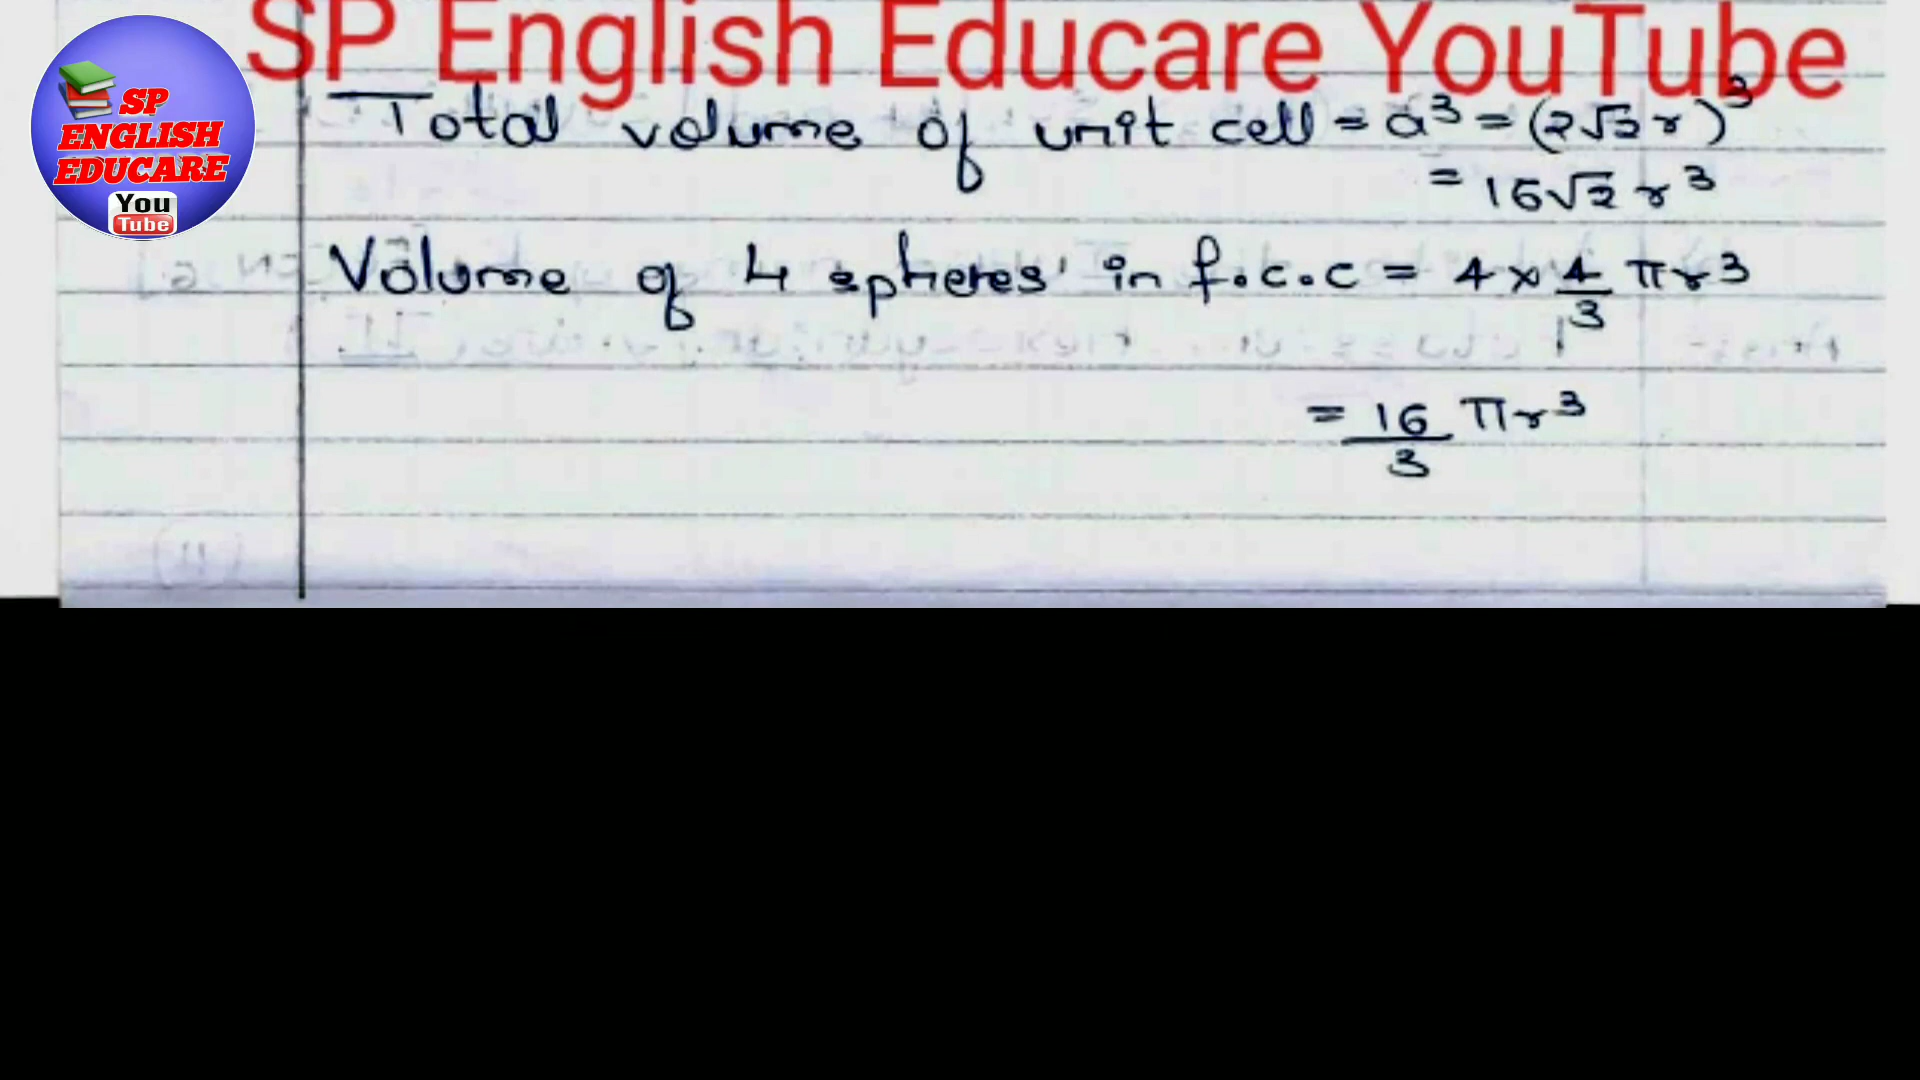 SP English Educare YouTube
SP
ENGLISH
EDUCARE
You
Tube
Total volume of unit cell = a³ = (2√2 r)³
= 16√2 r³
Volume of 4 spheres in f.c.c = 4 × 4/3 πr³
= 16/3 πr³